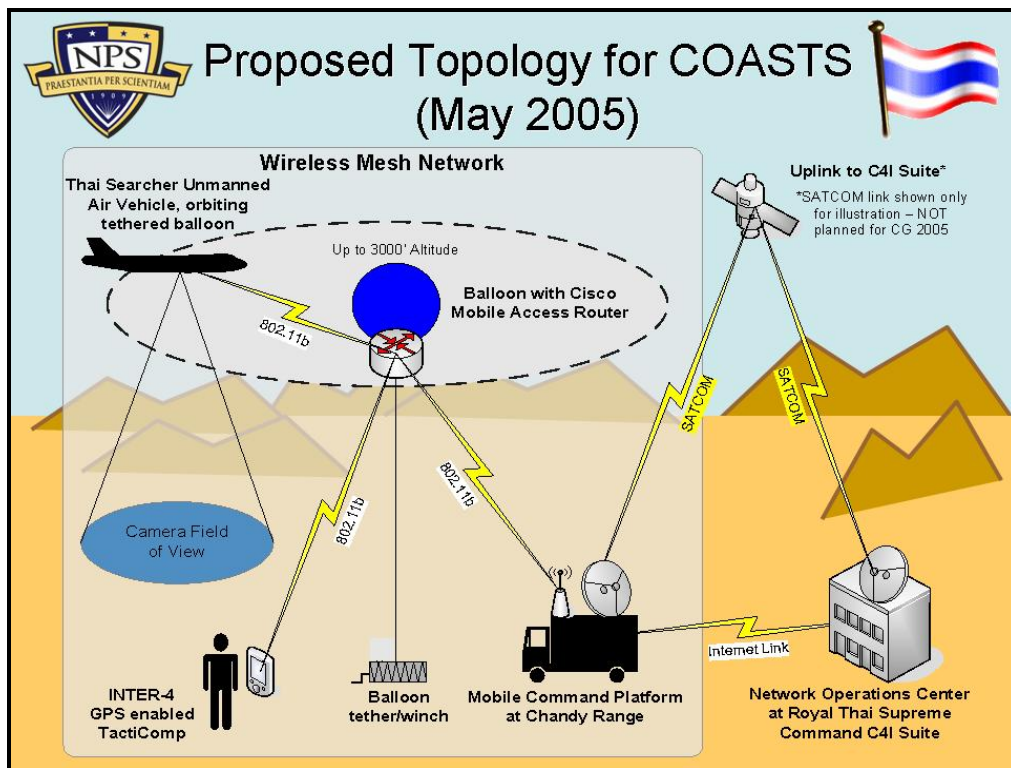 NPS
PRAESTANTIA PER SCIENTIAM
1909
Proposed Topology for COASTS
(May 2005)
Wireless Mesh Network
Thai Searcher Unmanned
Air Vehicle, orbiting
tethered balloon
Up to 3000' Altitude
Balloon with Cisco
Mobile Access Router
802.11b
802.11b
802.11b
Uplink to C4I Suite*
*SATCOM link shown only
for illustration – NOT
planned for CG 2005
SATCOM
SATCOM
Camera Field
of View
Internet Link
INTER-4
GPS enabled
TactiComp
Balloon
tether/winch
Mobile Command Platform
at Chandy Range
Network Operations Center
at Royal Thai Supreme
Command C4I Suite